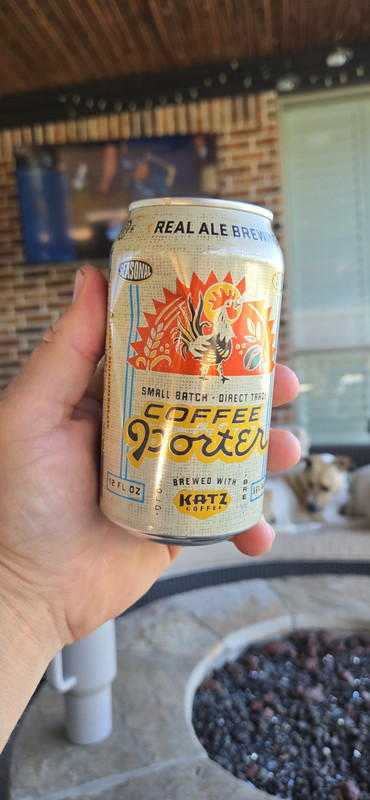 REAL ALE BREWI
SEASONAL
SMALL BATCH · DIRECT TRADE
COFFEE
Porter
12 FL OZ
BREWED WITH
KATZ
COFFEE